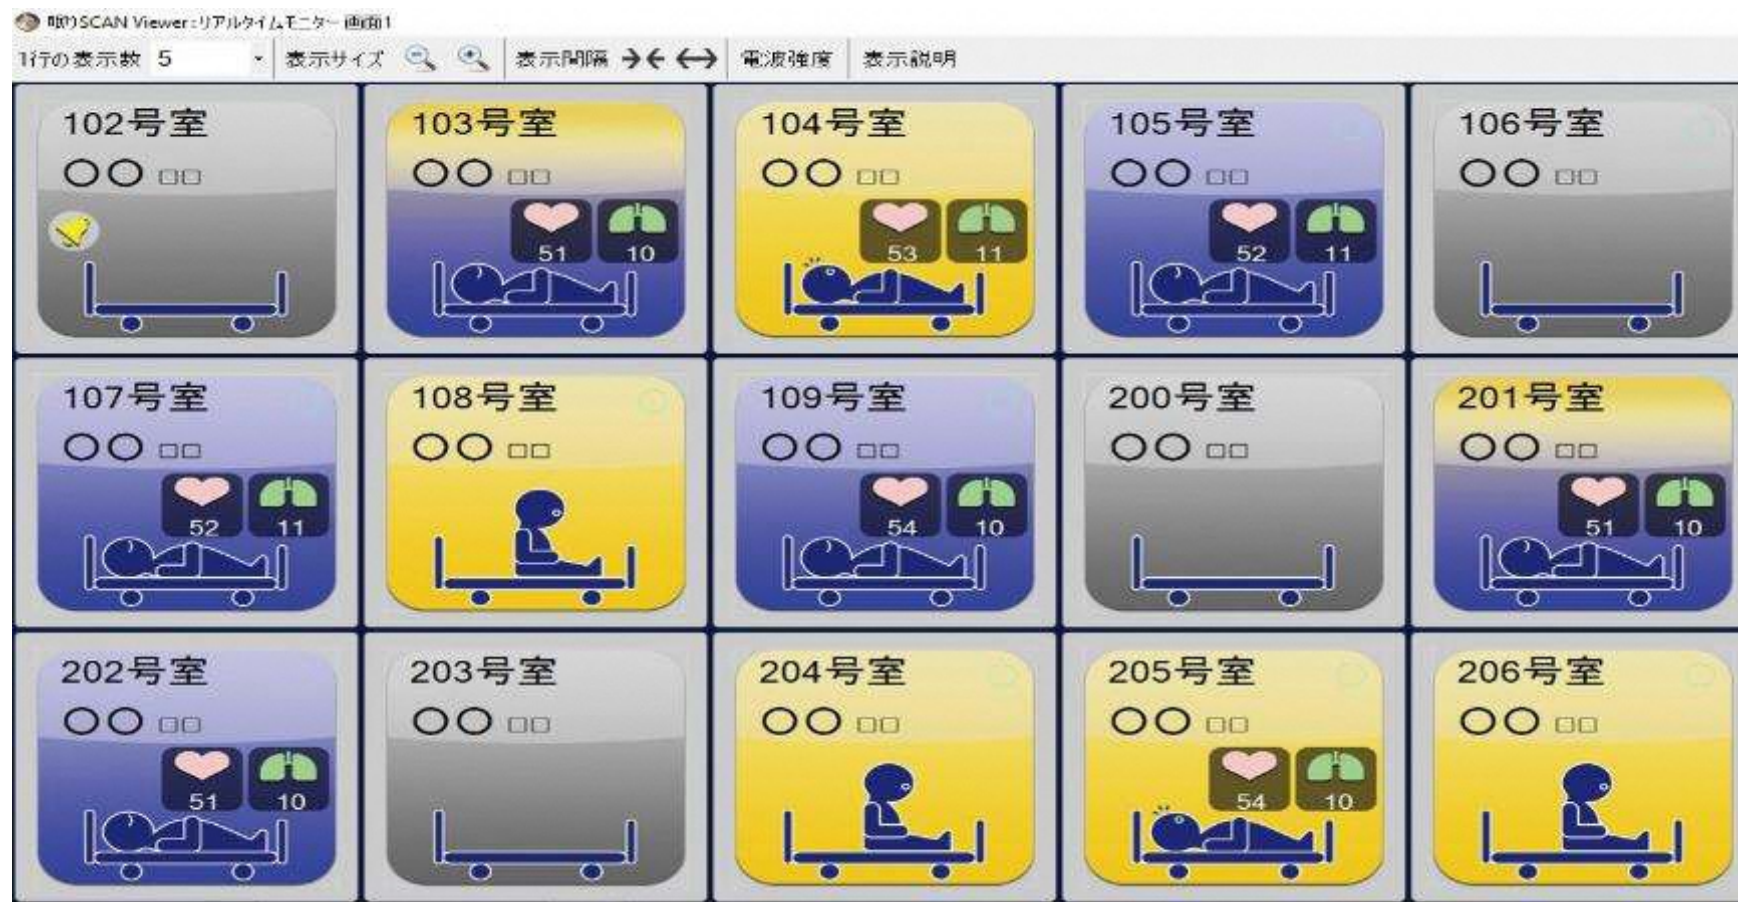 眠りSCAN Viewer:リアルタイムモニター 画面1
1行の表示数 5 表示サイズ 表示間隔 電波強度 表示説明
102号室 103号室 104号室 105号室 106号室
○○ □□ ○○ □□ ○○ □□ ○○ □□ ○○ □□
51 10 53 11 52 11
107号室 108号室 109号室 200号室 201号室
○○ □□ ○○ □□ ○○ □□ ○○ □□ ○○ □□
52 11 54 10 51 10
202号室 203号室 204号室 205号室 206号室
○○ □□ ○○ □□ ○○ □□ ○○ □□ ○○ □□
51 10 54 10